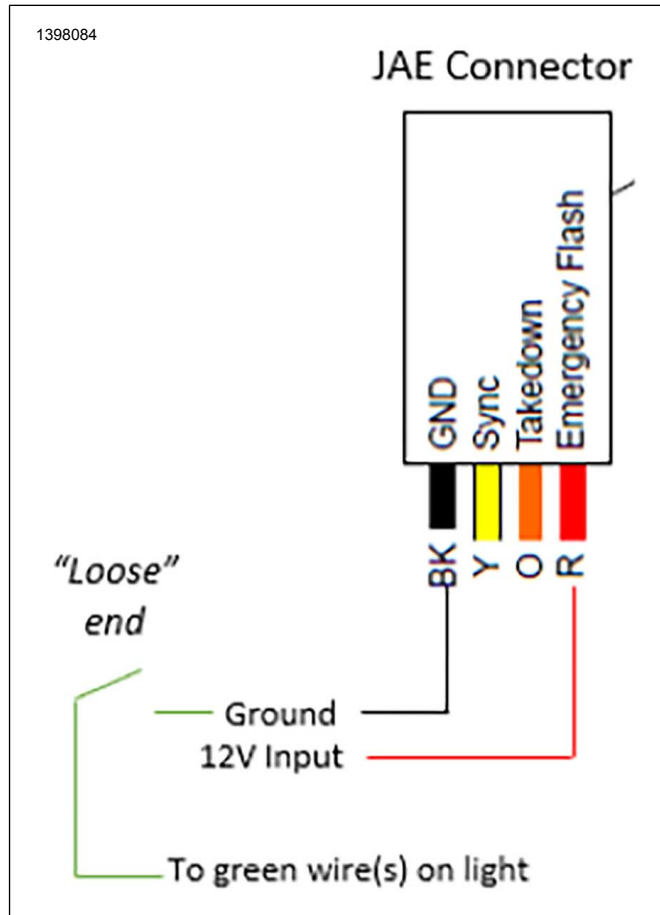 1398084
JAE Connector
GND
Sync
Takedown
Emergency Flash
BK
Y
O
R
“Loose”
end
Ground
12V Input
To green wire(s) on light